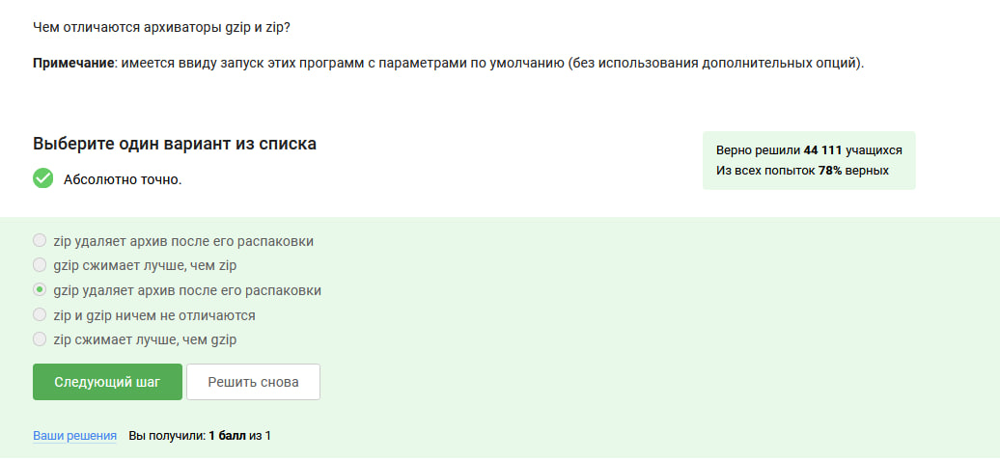 Чем отличаются архиваторы gzip и zip?
Примечание: имеется ввиду запуск этих программ с параметрами по умолчанию (без использования дополнительных опций).
Выберите один вариант из списка
Верно решили 44 111 учащихся
Из всех попыток 78% верных
Абсолютно точно.
zip удаляет архив после его распаковки
gzip сжимает лучше, чем zip
gzip удаляет архив после его распаковки
zip и gzip ничем не отличаются
zip сжимает лучше, чем gzip
Следующий шаг Решить снова
Ваши решения Вы получили: 1 балл из 1